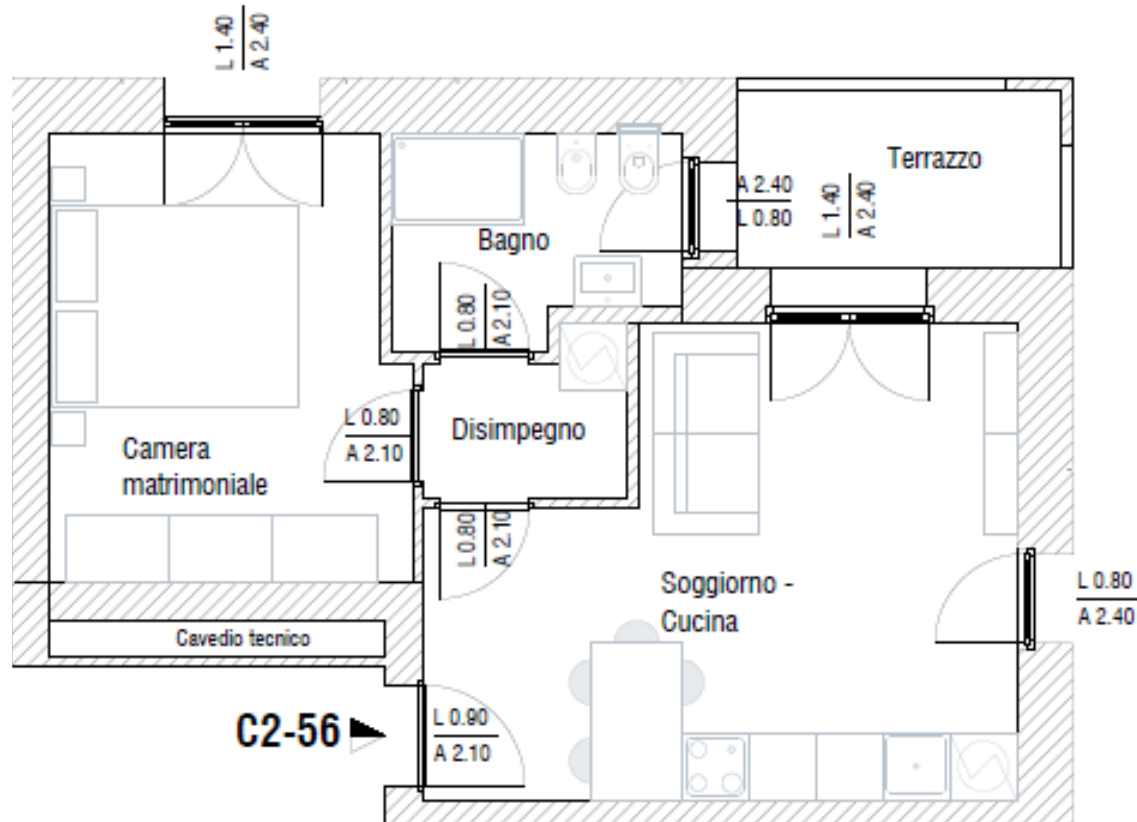 L 1.40
A 2.40
Terrazzo
A 2.40
L 0.80
L 1.40
A 2.40
Bagno
L 0.80
A 2.10
L 0.80
A 2.10
Disimpegno
Camera
matrimoniale
L 0.80
A 2.10
Soggiorno -
Cucina
L 0.80
A 2.40
Cavedio tecnico
C2-56
L 0.90
A 2.10